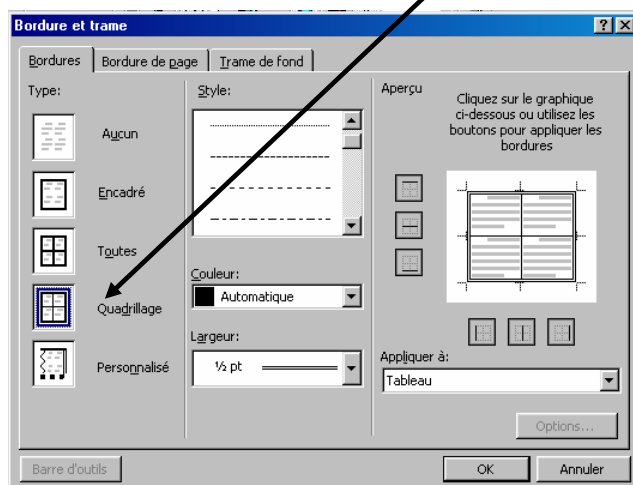 Bordure et trame
Bordures
Bordure de page
Trame de fond
Type:
Aucun
Encadré
Toutes
Quadrillage
Personnalisé
Style:
Couleur:
Automatique
Largeur:
½ pt
Aperçu
Cliquez sur le graphique
ci-dessous ou utilisez les
boutons pour appliquer les
bordures
Appliquer à:
Tableau
Options...
Barre d'outils
OK
Annuler